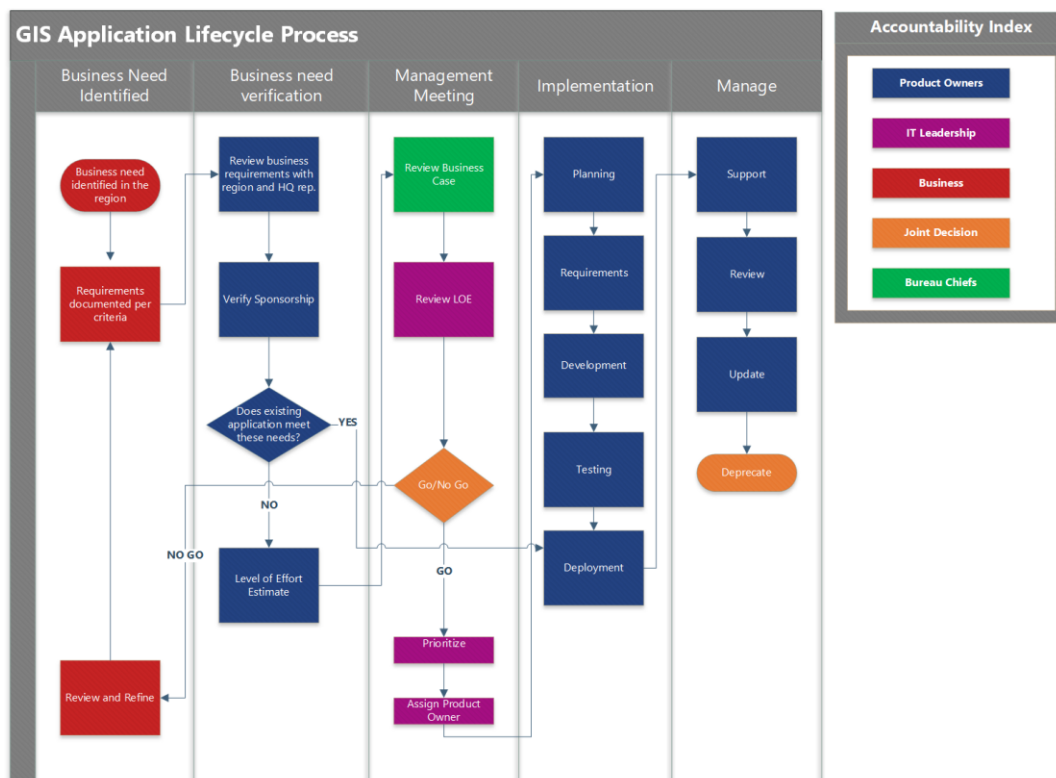 GIS Application Lifecycle Process
Business Need
Identified
Business need
verification
Management
Meeting
Implementation
Manage
Business need
identified in the
region
Requirements
documented per
criteria
Review and Refine
Review business
requirements with
region and HQ rep.
Verify Sponsorship
Does existing
application meet
these needs?
YES
NO
NO GO
Level of Effort
Estimate
Review Business
Case
Review LOE
Go/No Go
GO
Prioritize
Assign Product
Owner
Planning
Requirements
Development
Testing
Deployment
Support
Review
Update
Deprecate
Accountability Index
Product Owners
IT Leadership
Business
Joint Decision
Bureau Chiefs